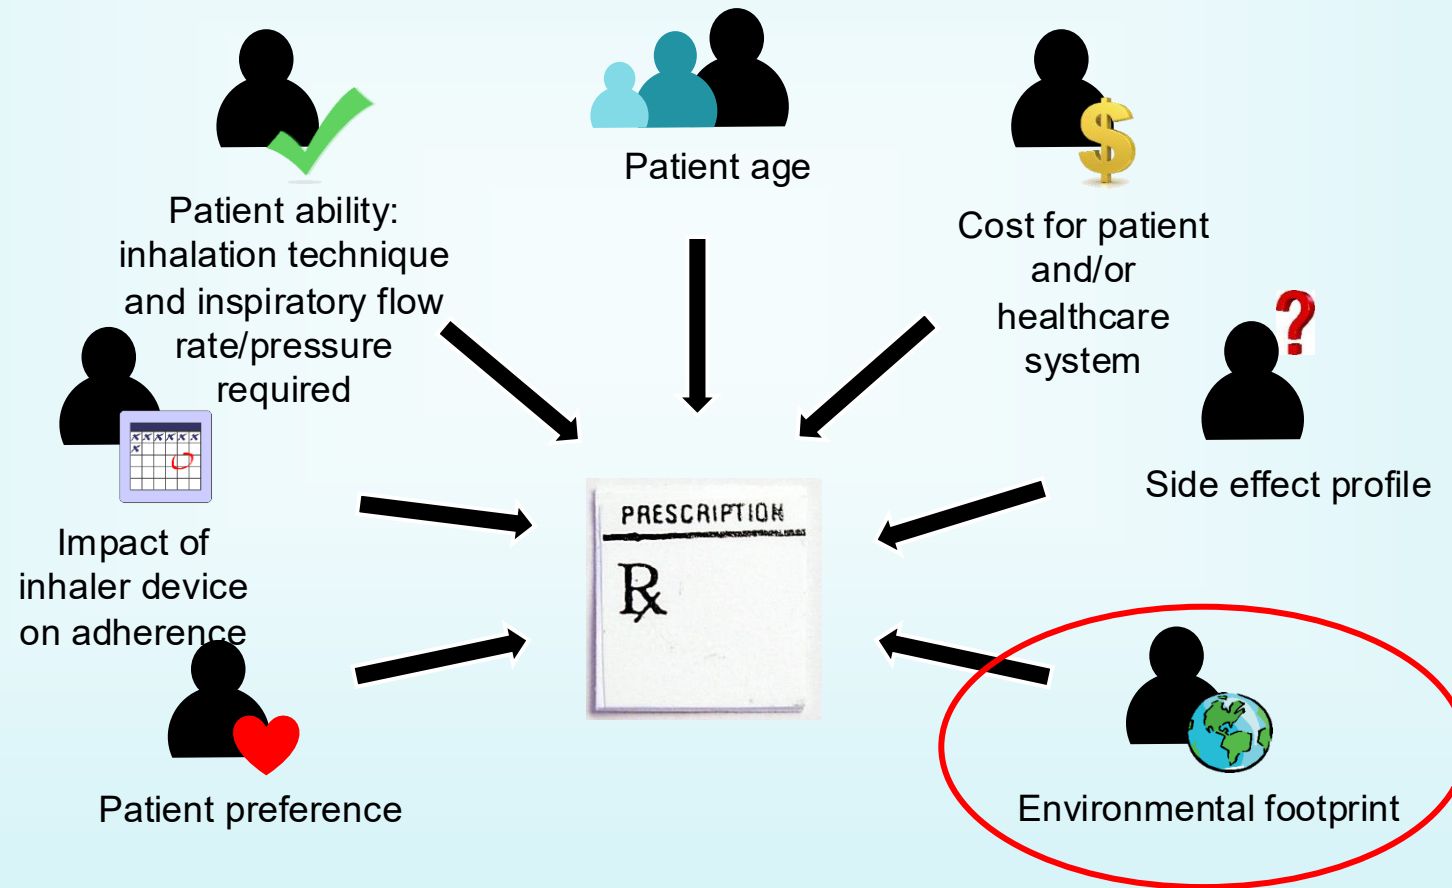 Patient ability:
inhalation technique
and inspiratory flow
rate/pressure
required
Patient age
Cost for patient
and/or
healthcare
system
Side effect profile
Impact of
inhaler device
on adherence
PRESCRIPTION
Rx
Patient preference
Environmental footprint